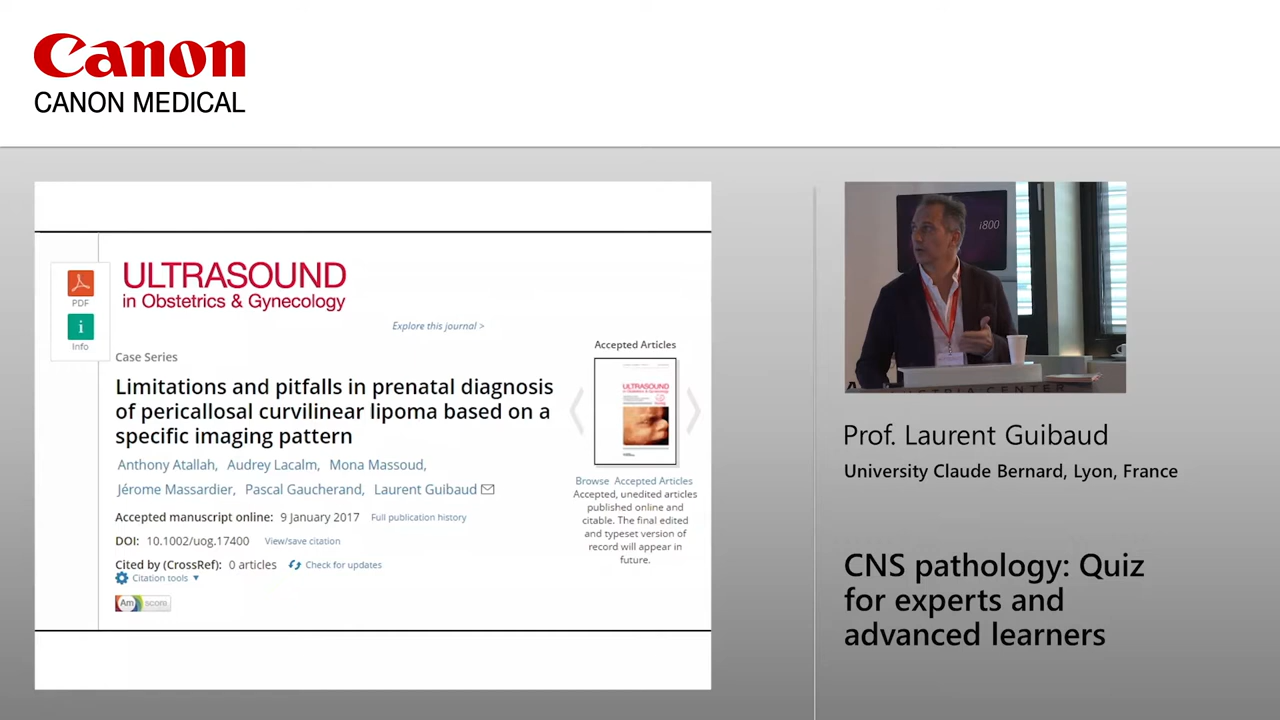 Canon
CANON MEDICAL
PDF
i
Info
ULTRASOUND
in Obstetrics & Gynecology
Explore this journal >
Case Series
Limitations and pitfalls in prenatal diagnosis
of pericallosal curvilinear lipoma based on a
specific imaging pattern
Anthony Atallah, Audrey Lacalm, Mona Massoud,
Jérome Massardier, Pascal Gaucherand, Laurent Guibaud
Accepted manuscript online: 9 January 2017 Full publication history
DOI: 10.1002/uog.17400 View/save citation
Cited by (CrossRef): 0 articles Check for updates
Citation tools ▼
Am score
Accepted Articles
ULTRASOUND
Browse Accepted Articles
Accepted, unedited articles
published online and
citable. The final edited
and typeset version of
record will appear in
future.
i800
CENTER
Prof. Laurent Guibaud
University Claude Bernard, Lyon, France
CNS pathology: Quiz
for experts and
advanced learners